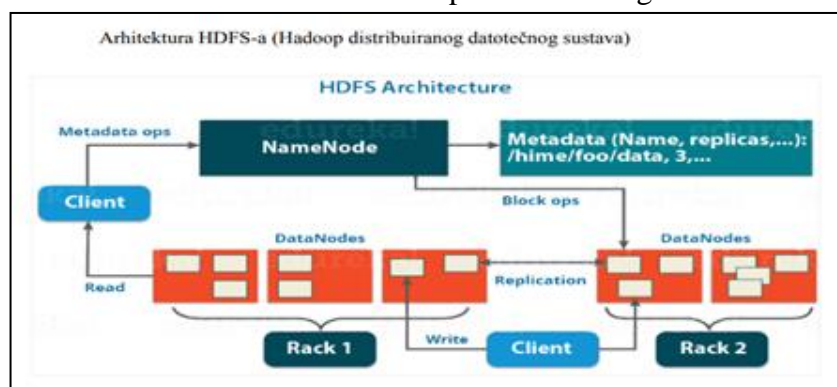 Arhitektura HDFS-a (Hadoop distribuiranog datotečnog sustava)
HDFS Architecture
Metadata ops
NameNode
Metadata (Name, replicas,...):
/hime/foo/data, 3,...
Client
Block ops
DataNodes
DataNodes
Read
Replication
Rack 1
Write
Client
Rack 2